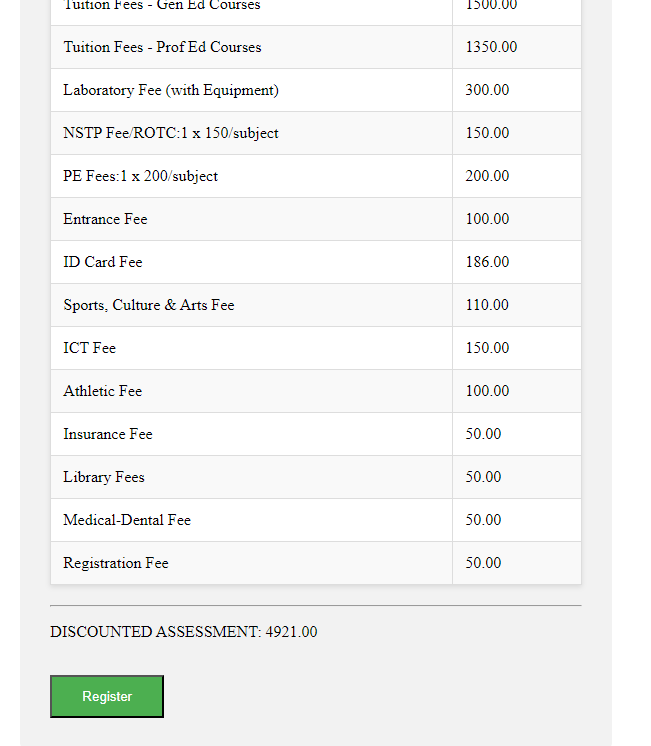 Tuition Fees - Gen Ed Courses 1500.00
Tuition Fees - Prof Ed Courses 1350.00
Laboratory Fee (with Equipment) 300.00
NSTP Fee/ROTC:1 x 150/subject 150.00
PE Fees:1 x 200/subject 200.00
Entrance Fee 100.00
ID Card Fee 186.00
Sports, Culture & Arts Fee 110.00
ICT Fee 150.00
Athletic Fee 100.00
Insurance Fee 50.00
Library Fees 50.00
Medical-Dental Fee 50.00
Registration Fee 50.00
DISCOUNTED ASSESSMENT: 4921.00
Register